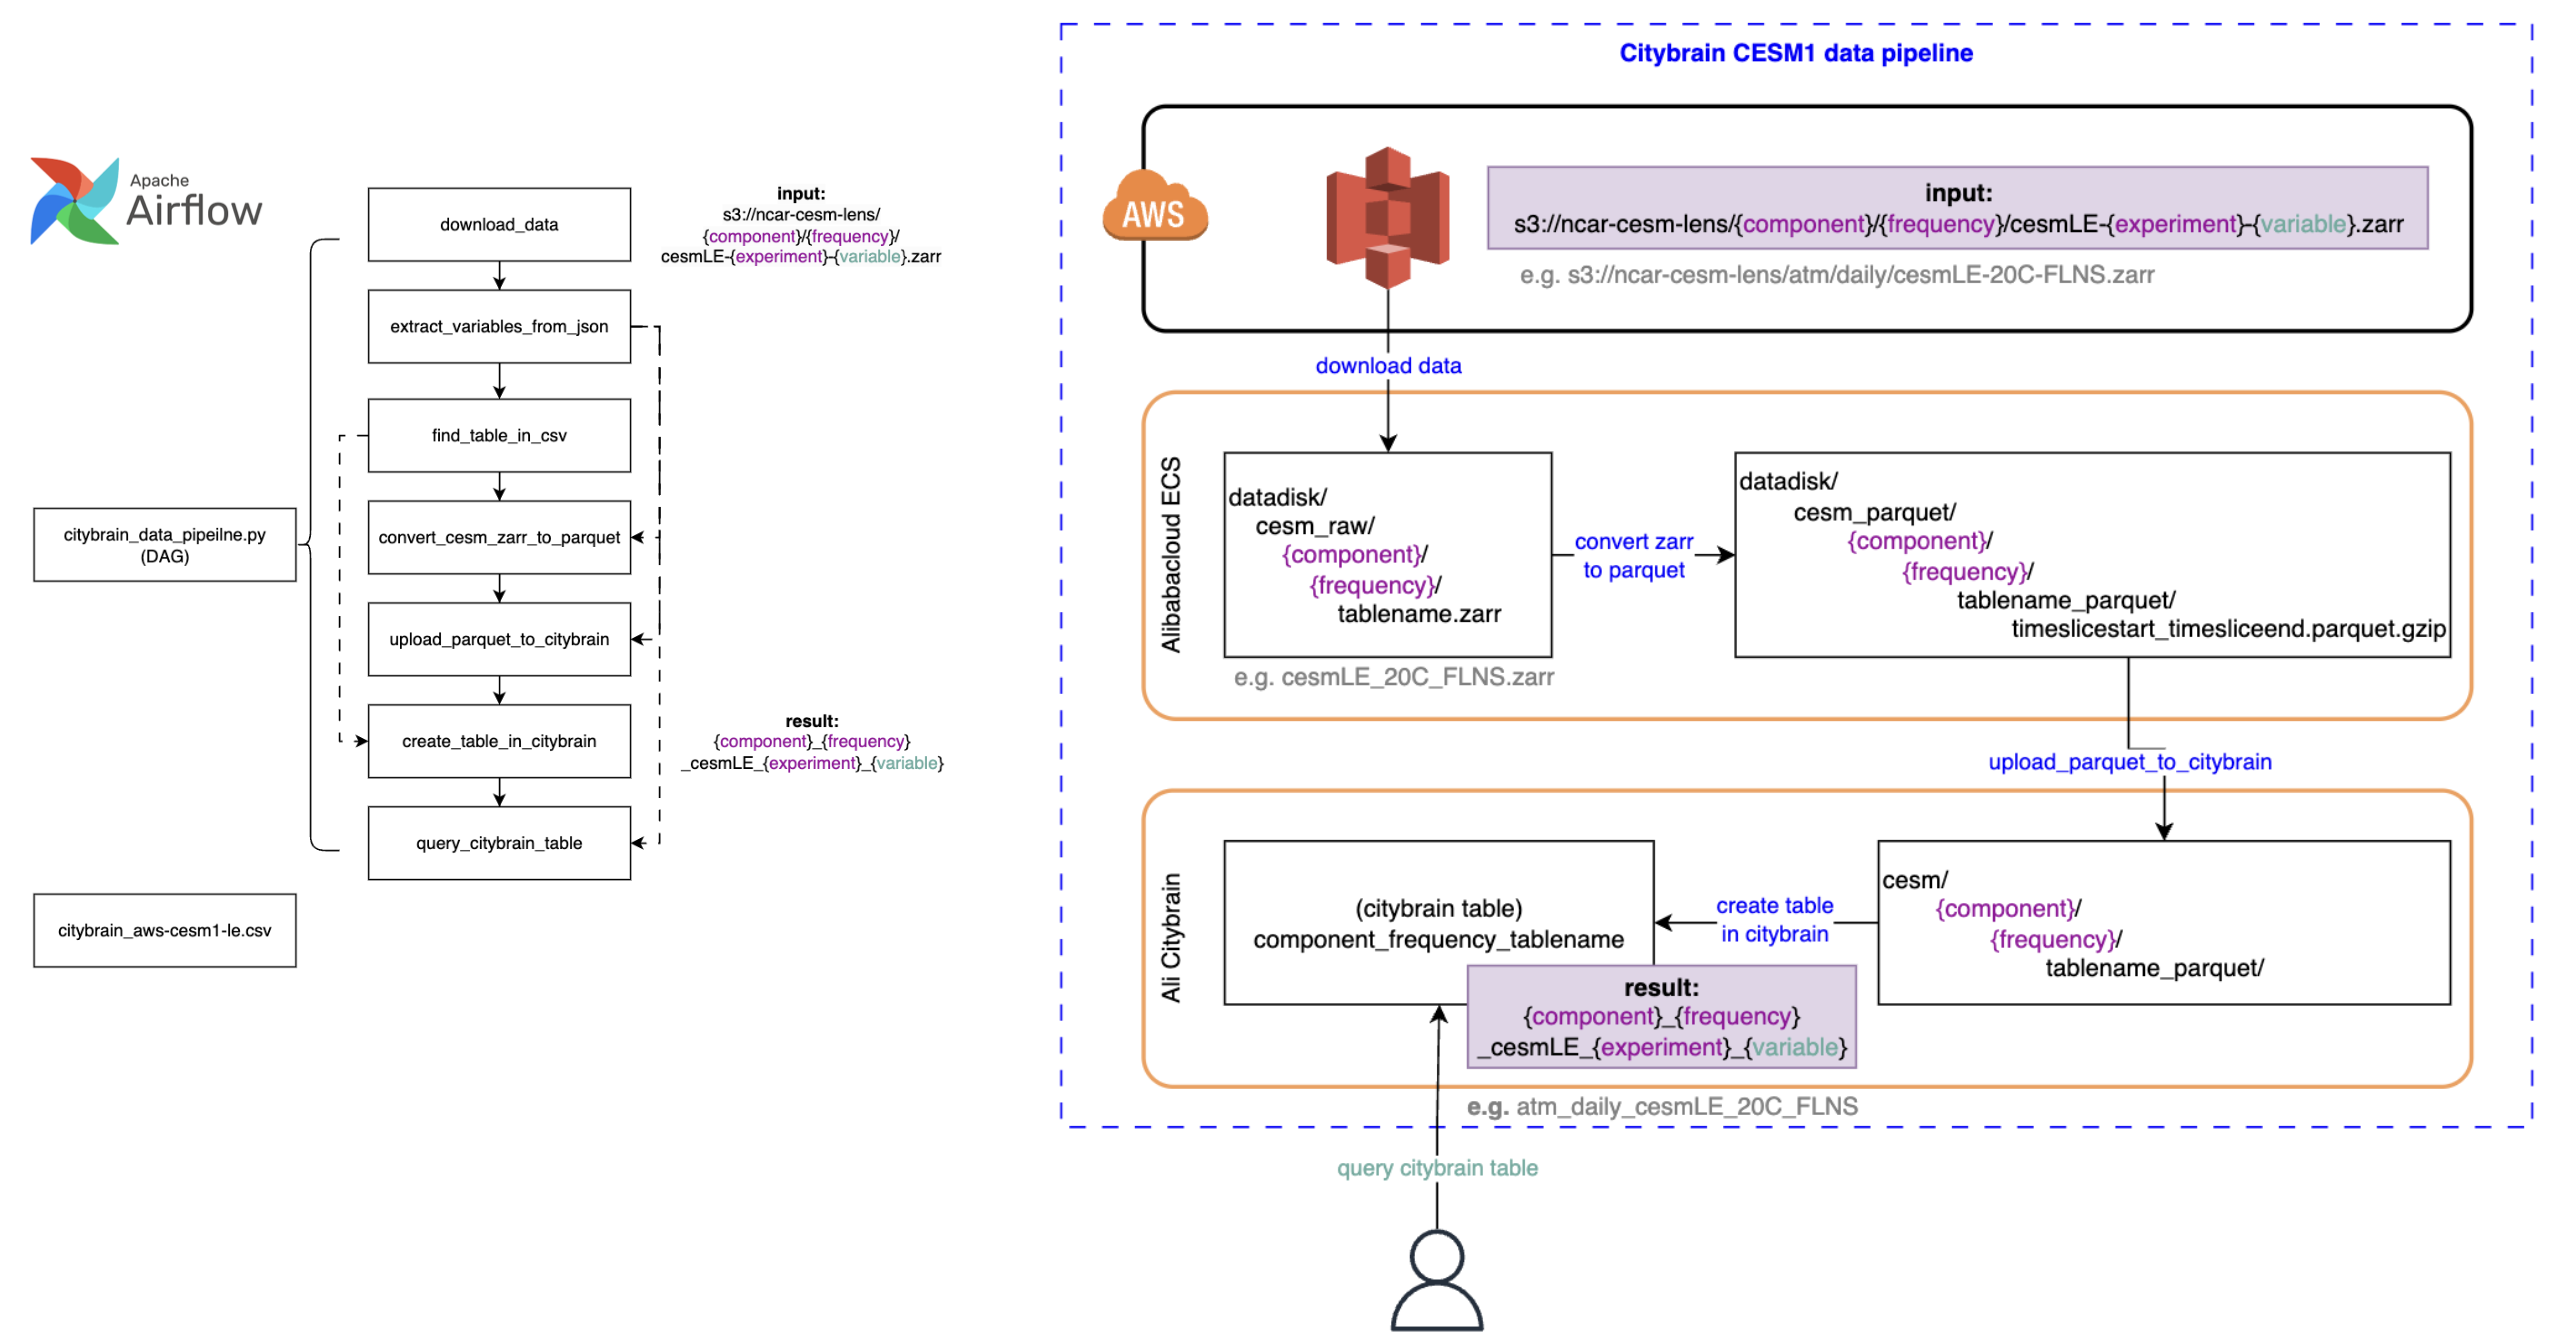 Apache
Airflow
download_data
extract_variables_from_json
find_table_in_csv
convert_cesm_zarr_to_parquet
upload_parquet_to_citybrain
create_table_in_citybrain
query_citybrain_table
citybrain_data_pipeilne.py
(DAG)
citybrain_aws-cesm1-le.csv
input:
s3://ncar-cesm-lens/
{component}/{frequency}/
cesmLE-{experiment}-{variable}.zarr
result:
{component}_{frequency}
_cesmLE_{experiment}_{variable}
Citybrain CESM1 data pipeline
AWS
input:
s3://ncar-cesm-lens/{component}/{frequency}/cesmLE-{experiment}-{variable}.zarr
e.g. s3://ncar-cesm-lens/atm/daily/cesmLE-20C-FLNS.zarr
download data
Alibabacloud ECS
datadisk/
cesm_raw/
{component}/
{frequency}/
tablename.zarr
e.g. cesmLE_20C_FLNS.zarr
convert zarr
to parquet
datadisk/
cesm_parquet/
{component}/
{frequency}/
tablename_parquet/
timeslicestart_timesliceend.parquet.gzip
upload_parquet_to_citybrain
Ali Citybrain
(citybrain table)
component_frequency_tablename
create table
in citybrain
cesm/
{component}/
{frequency}/
tablename_parquet/
result:
{component}_{frequency}
_cesmLE_{experiment}_{variable}
e.g. atm_daily_cesmLE_20C_FLNS
query citybrain table